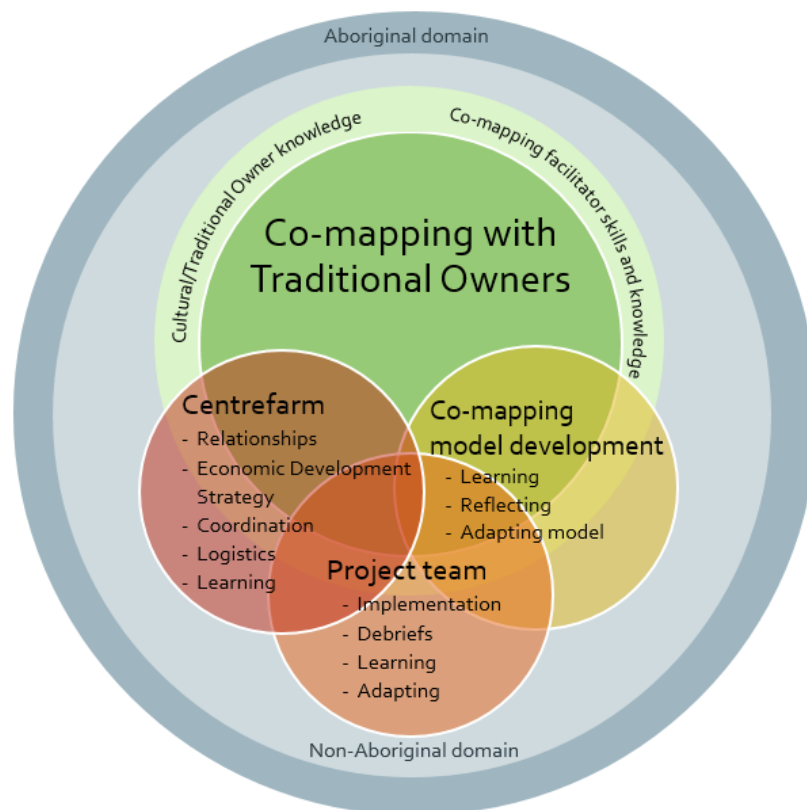 Aboriginal domain
Cultural/Traditional Owner knowledge
Co-mapping facilitator skills and knowledge
Co-mapping with
Traditional Owners
Centrefarm
- Relationships
- Economic Development
Strategy
- Coordination
- Logistics
- Learning
Co-mapping
model development
- Learning
- Reflecting
- Adapting model
Project team
- Implementation
- Debriefs
- Learning
- Adapting
Non-Aboriginal domain